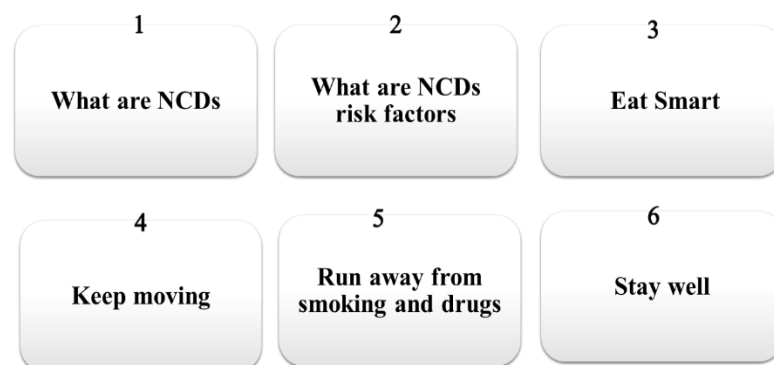 1
What are NCDs
2
What are NCDs
risk factors
3
Eat Smart
4
Keep moving
5
Run away from
smoking and drugs
6
Stay well